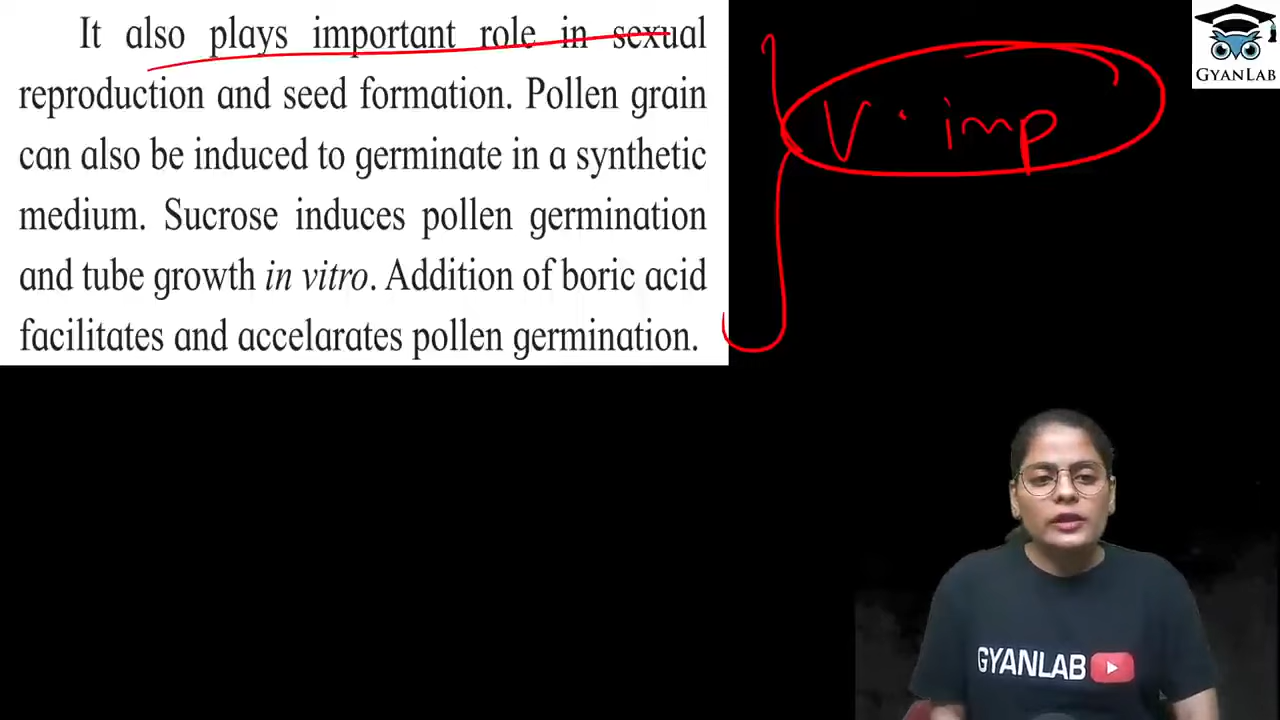 It also plays important role in sexual
reproduction and seed formation. Pollen grain
can also be induced to germinate in a synthetic
medium. Sucrose induces pollen germination
and tube growth in vitro. Addition of boric acid
facilitates and accelarates pollen germination.
V. imp
GYANLAB
GYANLAB